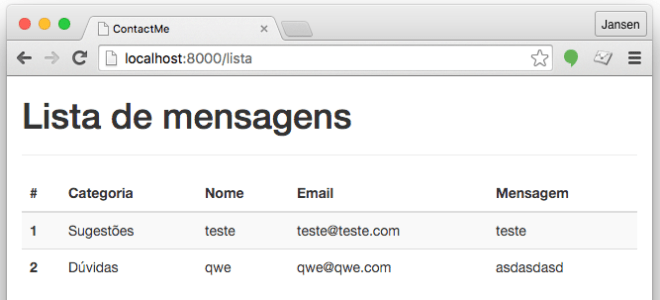 ContactMe
Jansen
localhost:8000/lista
Lista de mensagens
# Categoria Nome Email Mensagem
1 Sugestões teste teste@teste.com teste
2 Dúvidas qwe qwe@qwe.com asdasdasd